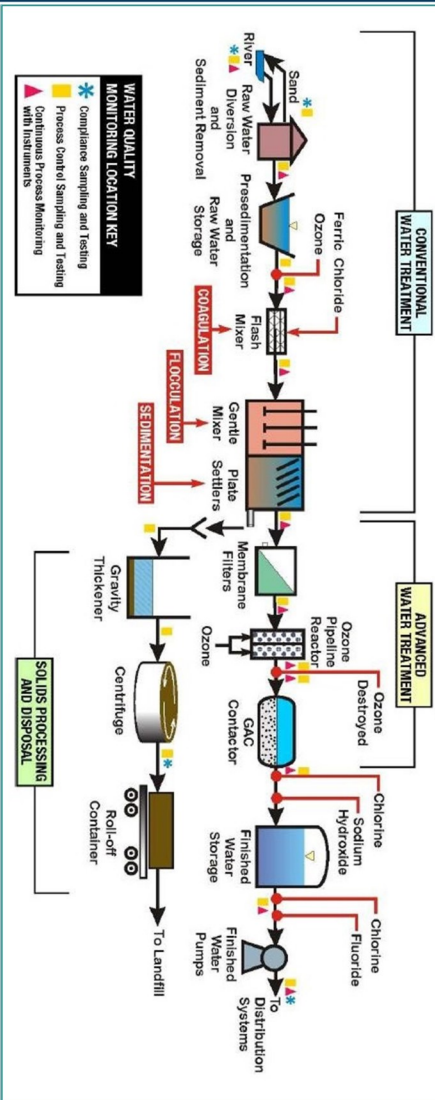 CONVENTIONAL
WATER TREATMENT
ADVANCED
WATER TREATMENT
Ferric Chloride
Ozone
Ozone
Destroyed
Chlorine
Sodium
Hydroxide
Chlorine
Fluoride
Sand
River
Raw Water
Diversion
and
Sediment Removal
Presedimentation
and
Raw Water
Storage
Flash
Mixer
Gentle
Mixer
Plate
Settlers
Membrane
Filters
Ozone
Pipeline
Reactor
Ozone
GAC
Contactor
Finished
Water
Storage
Finished
Water
Pumps
To
Distribution
Systems
COAGULATION
FLOCCULATION
SEDIMENTATION
Gravity
Thickener
Centrifuge
Roll-off
Container
To Landfill
SOLIDS PROCESSING
AND DISPOSAL
WATER QUALITY
MONITORING LOCATION KEY
Compliance Sampling and Testing
Process Control Sampling and Testing
Continuous Process Monitoring
with Instruments